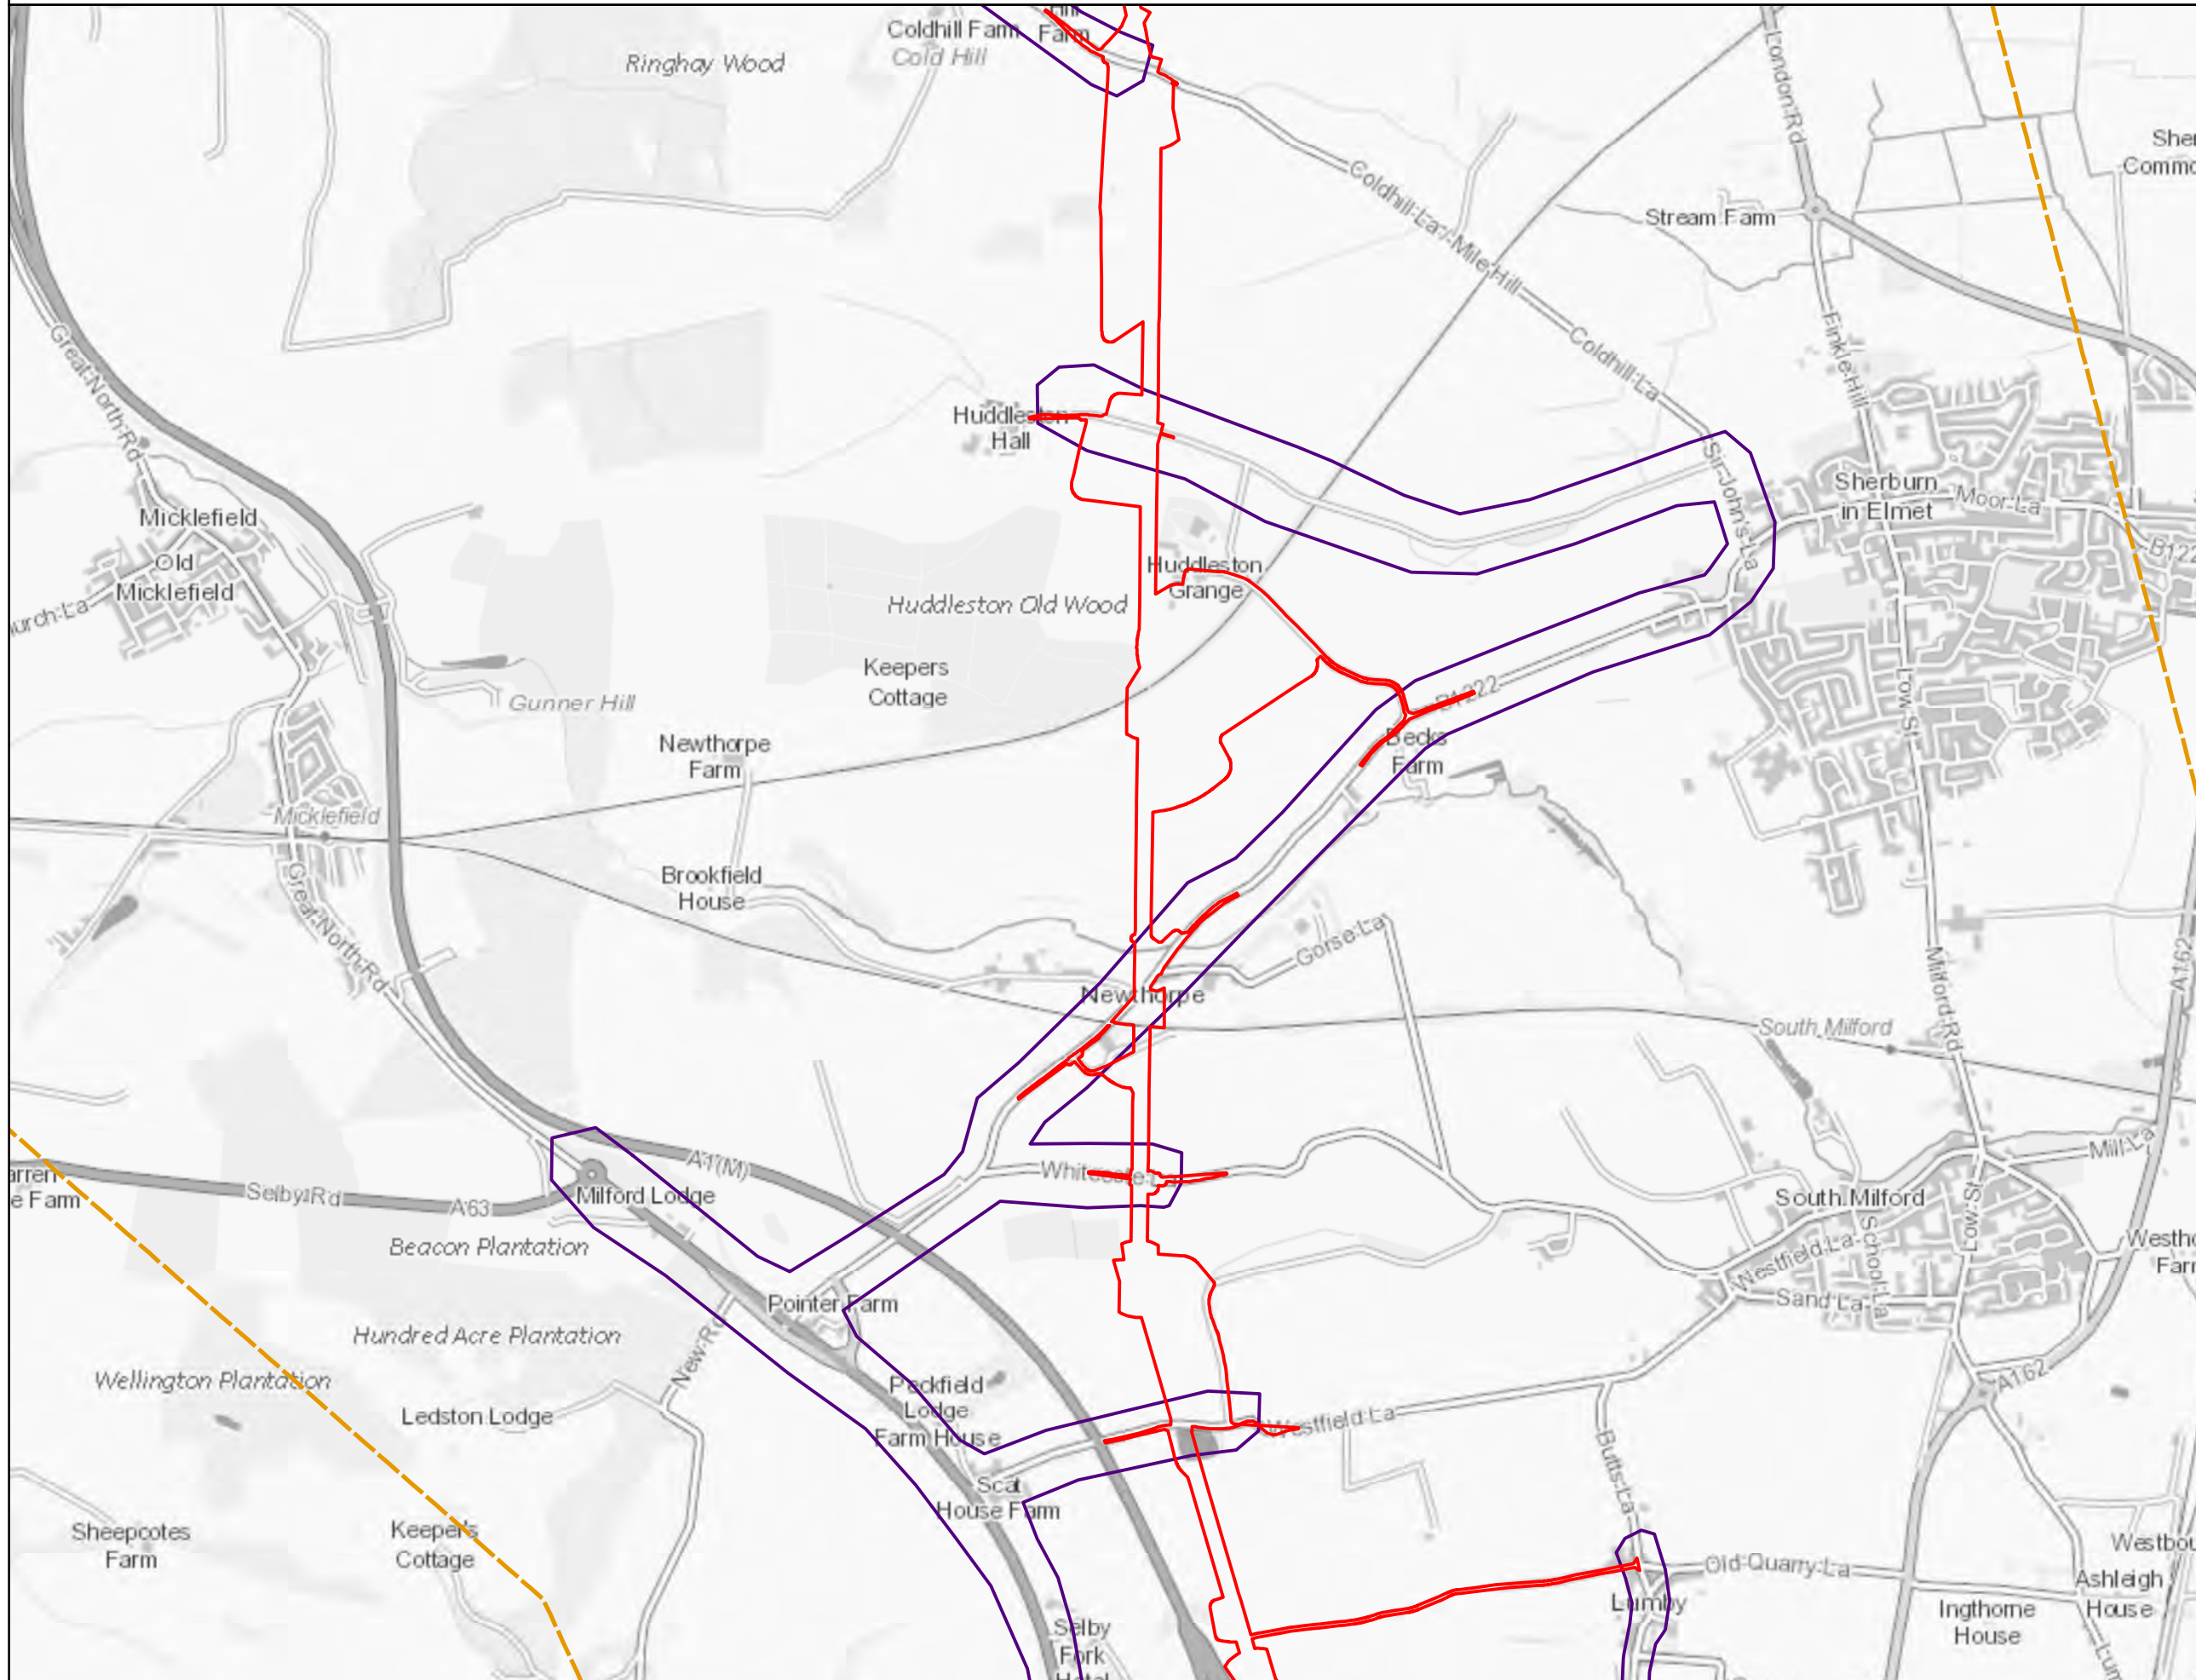 Coldhill Farm
Farm
Cold Hill
Ringhay Wood
London Rd
Coldhill La / Mile Hill
Stream Farm
Great North Rd
Coldhill La
Finkle Hill
Huddleston
Hall
Sir John's La
Sherburn
in Elmet
Moor La
Micklefield
Old
Micklefield
Huddleston
Grange
Huddleston Old Wood
Keepers
Cottage
Gunner Hill
B1222
Low St
Newthorpe
Farm
Becks
Farm
Micklefield
Brookfield
House
Great North Rd
Gorse La
Newthorpe
Milford Rd
A162
South Milford
A1(M)
Mill La
Selby Rd
A63
Milford Lodge
South Milford
Low St
School La
Beacon Plantation
Westfield La
Sand La
Pointer Farm
Hundred Acre Plantation
New Rd
Wellington Plantation
Ledston Lodge
Peckfield
Lodge
Farm House
A162
Westfield La
Butts La
Scat
House Farm
Sheepcotes
Farm
Keeper's
Cottage
Old Quarry La
Lumby
Ashleigh
House
Ingthorne
House
Selby
Fork